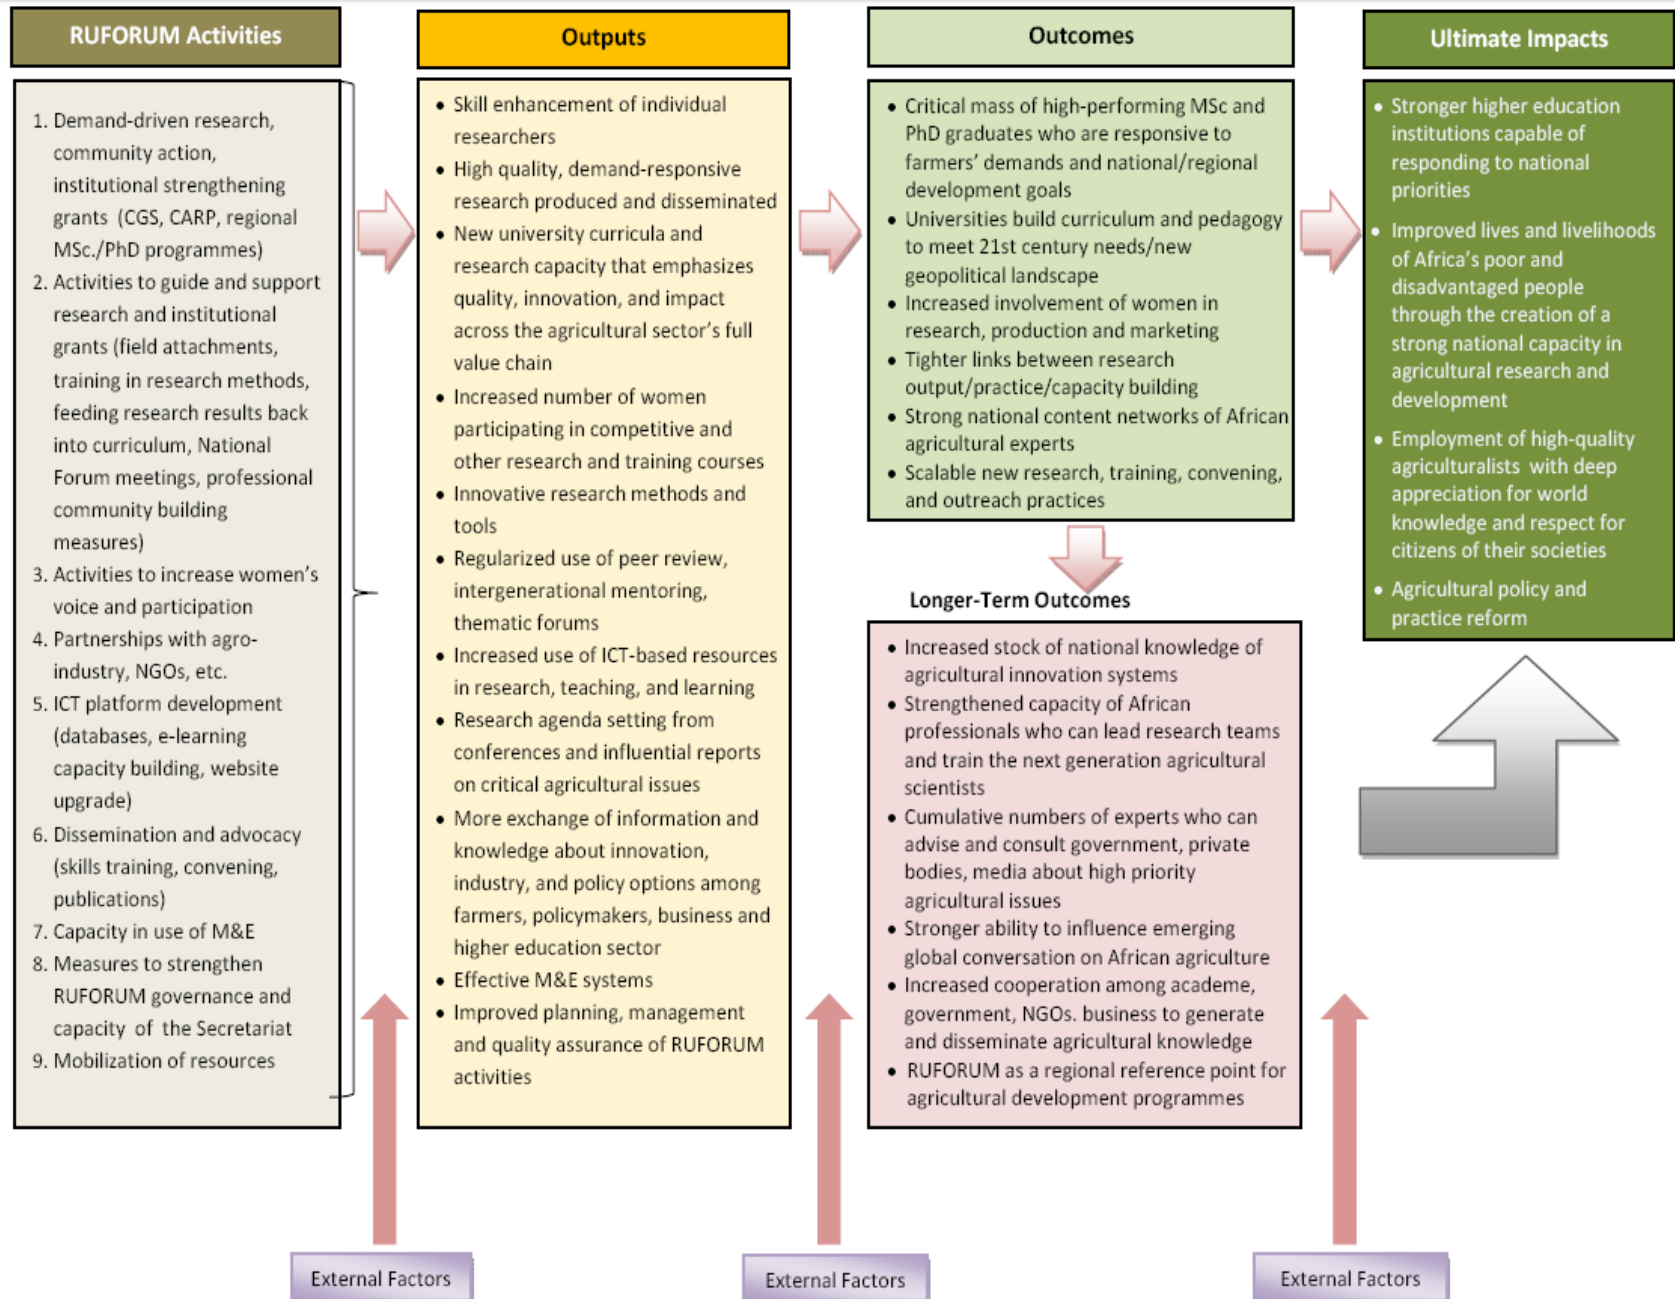 RUFORUM Activities
1. Demand-driven research,
community action,
institutional strengthening
grants (CGS, CARP, regional
MSc./PhD programmes)
2. Activities to guide and support
research and institutional
grants (field attachments,
training in research methods,
feeding research results back
into curriculum, National
Forum meetings, professional
community building
measures)
3. Activities to increase women's
voice and participation
4. Partnerships with agro-
industry, NGOs, etc.
5. ICT platform development
(databases, e-learning
capacity building, website
upgrade)
6. Dissemination and advocacy
(skills training, convening,
publications)
7. Capacity in use of M&E
8. Measures to strengthen
RUFORUM governance and
capacity of the Secretariat
9. Mobilization of resources
Outputs
• Skill enhancement of individual
researchers
• High quality, demand-responsive
research produced and disseminated
• New university curricula and
research capacity that emphasizes
quality, innovation, and impact
across the agricultural sector's full
value chain
• Increased number of women
participating in competitive and
other research and training courses
• Innovative research methods and
tools
• Regularized use of peer review,
intergenerational mentoring,
thematic forums
• Increased use of ICT-based resources
in research, teaching, and learning
• Research agenda setting from
conferences and influential reports
on critical agricultural issues
• More exchange of information and
knowledge about innovation,
industry, and policy options among
farmers, policymakers, business and
higher education sector
• Effective M&E systems
• Improved planning, management
and quality assurance of RUFORUM
activities
Outcomes
• Critical mass of high-performing MSc and
PhD graduates who are responsive to
farmers' demands and national/regional
development goals
• Universities build curriculum and pedagogy
to meet 21st century needs/new
geopolitical landscape
• Increased involvement of women in
research, production and marketing
• Tighter links between research
output/practice/capacity building
• Strong national content networks of African
agricultural experts
• Scalable new research, training, convening,
and outreach practices
Longer-Term Outcomes
• Increased stock of national knowledge of
agricultural innovation systems
• Strengthened capacity of African
professionals who can lead research teams
and train the next generation agricultural
scientists
• Cumulative numbers of experts who can
advise and consult government, private
bodies, media about high priority
agricultural issues
• Stronger ability to influence emerging
global conversation on African agriculture
• Increased cooperation among academe,
government, NGOs. business to generate
and disseminate agricultural knowledge
• RUFORUM as a regional reference point for
agricultural development programmes
Ultimate Impacts
• Stronger higher education
institutions capable of
responding to national
priorities
• Improved lives and livelihoods
of Africa's poor and
disadvantaged people
through the creation of a
strong national capacity in
agricultural research and
development
• Employment of high-quality
agriculturalists with deep
appreciation for world
knowledge and respect for
citizens of their societies
• Agricultural policy and
practice reform
External Factors
External Factors
External Factors